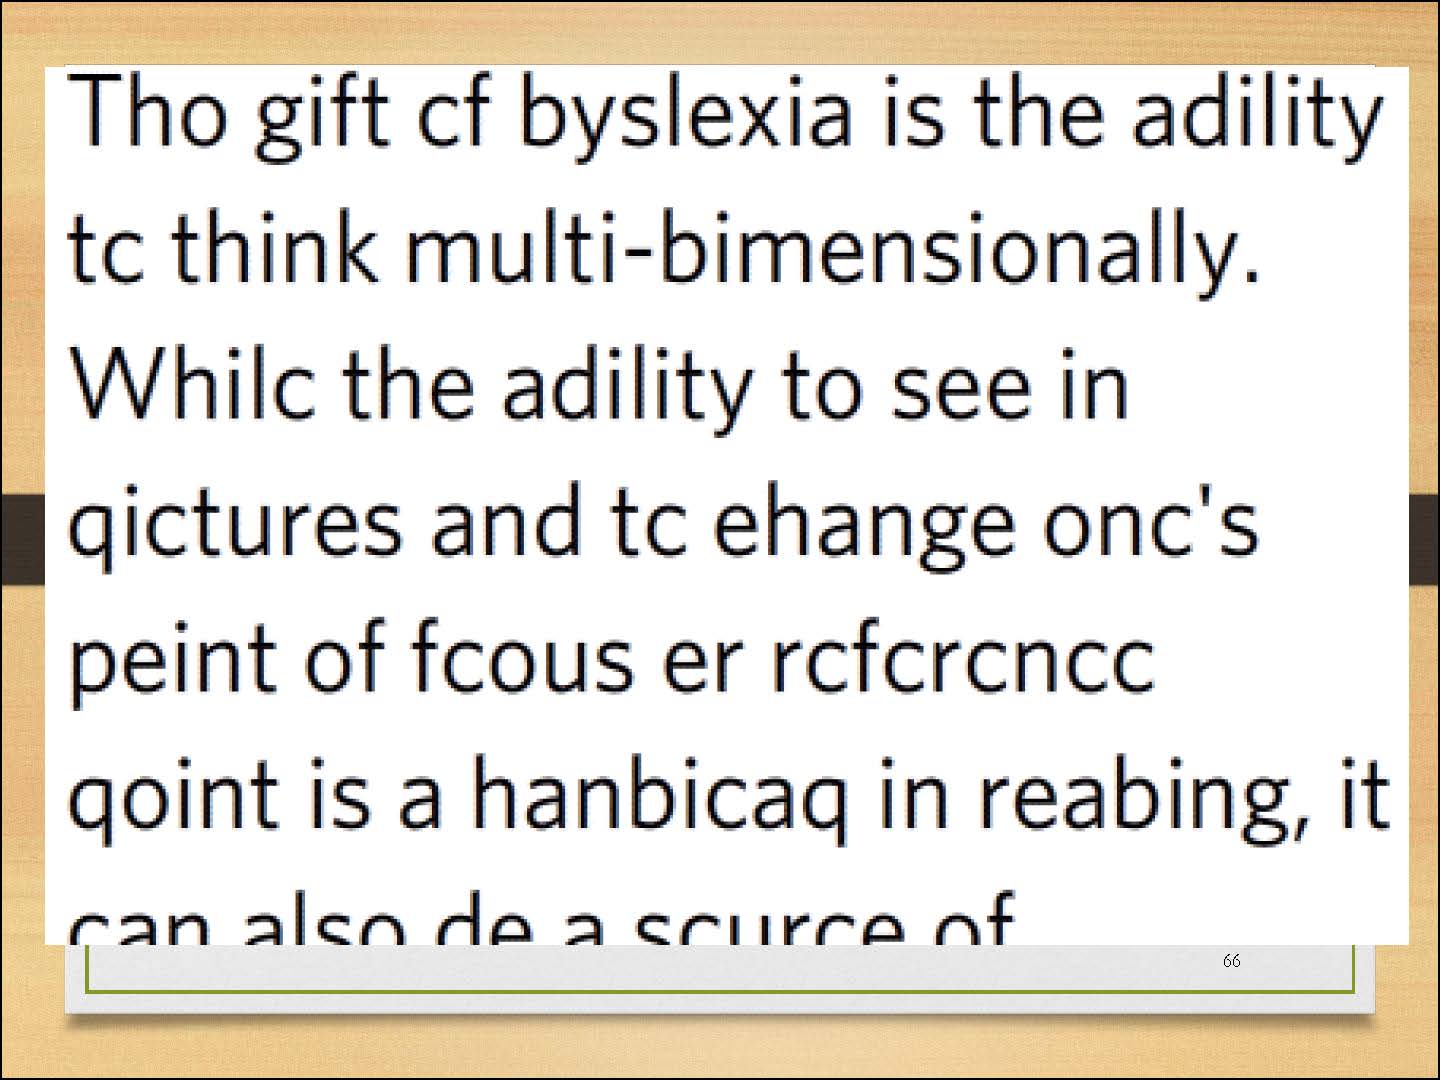 Tho gift cf byslexia is the adility
tc think multi-bimensionally.
Whilc the adility to see in
qictures and tc ehange onc's
peint of fcous er rcfcrcncc
qoint is a hanbicaq in reabing, it
can also de a scurce of
66